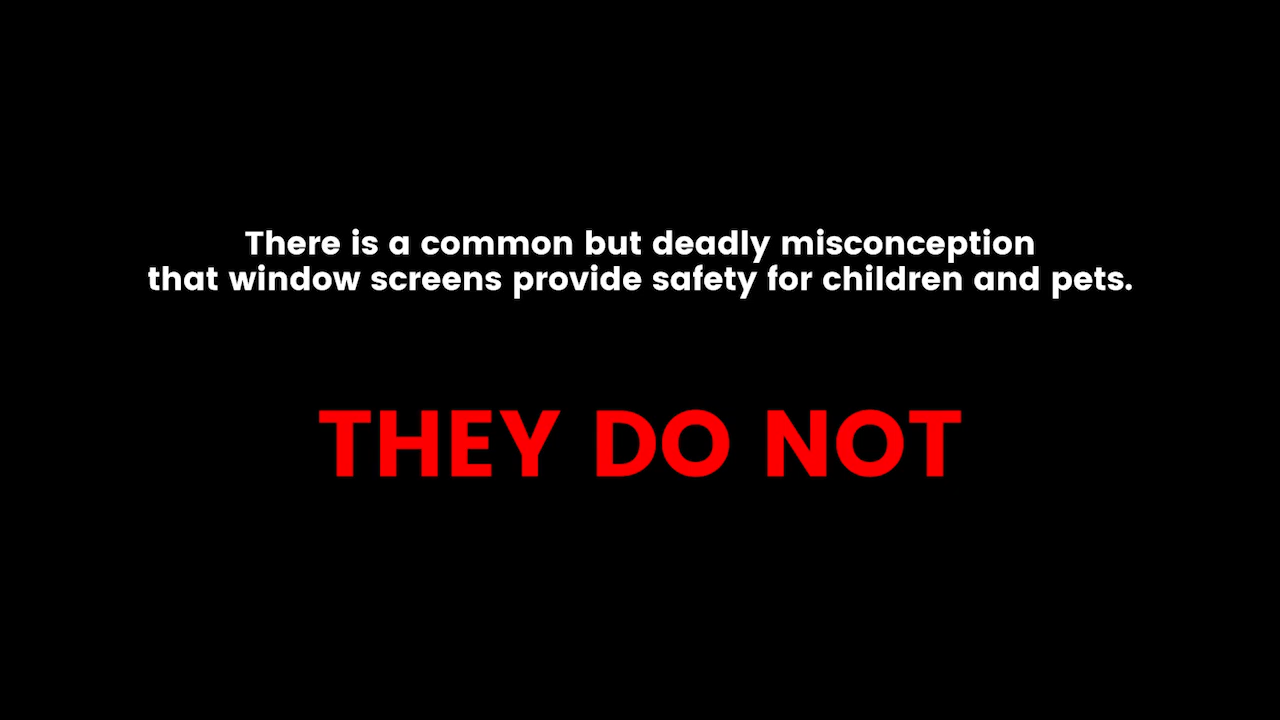 There is a common but deadly misconception
that window screens provide safety for children and pets.
THEY DO NOT